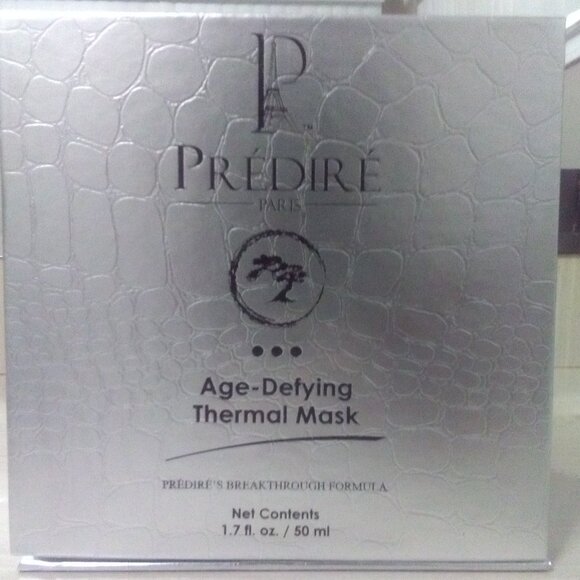 P
PRÉDIRÉ
PARIS
Age-Defying
Thermal Mask
PRÉDIRÉ'S BREAKTHROUGH FORMULA
Net Contents
1.7 fl. oz. / 50 ml